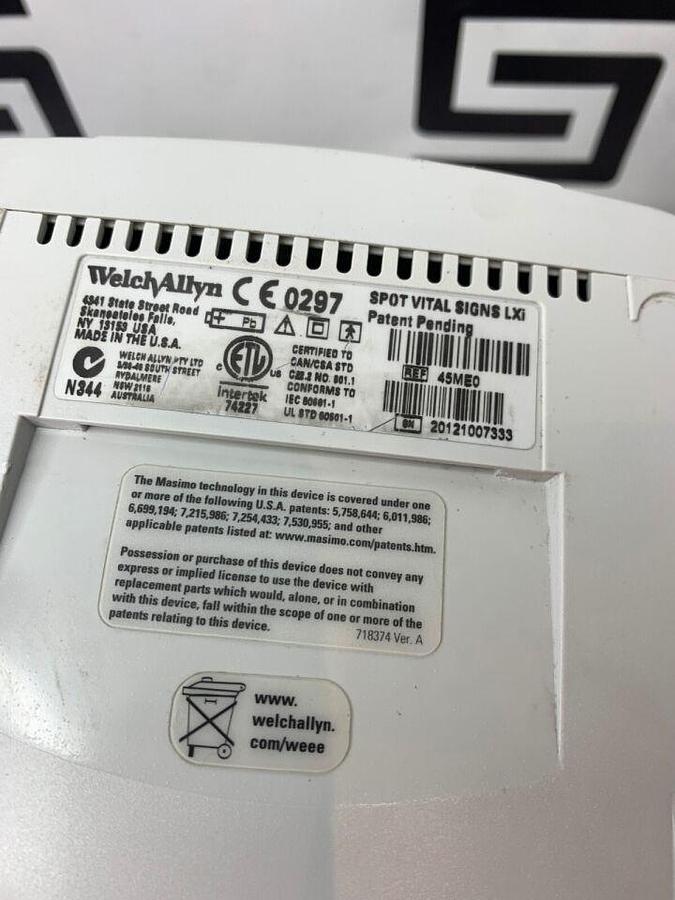 WelchAllyn CE 0297
4341 State Street Road
Skaneateles Falls,
NY 13153 USA
MADE IN THE U.S.A.
Pb
SPOT VITAL SIGNS LXi
Patent Pending
REF 45ME0
SN 20121007333
N344
WELCH ALLYN PTY LTD
5/38-46 SOUTH STREET
RYDALMERE
NSW 2116
AUSTRALIA
c ETL us
Intertek
74227
CERTIFIED TO
CAN/CSA STD
C22.2 NO. 601.1
CONFORMS TO
IEC 60601-1
UL STD 60601-1
The Masimo technology in this device is covered under one
or more of the following U.S.A. patents: 5,758,644; 6,011,986;
6,699,194; 7,215,986; 7,254,433; 7,530,955; and other
applicable patents listed at: www.masimo.com/patents.htm.
Possession or purchase of this device does not convey any
express or implied license to use the device with
replacement parts which would, alone, or in combination
with this device, fall within the scope of one or more of the
patents relating to this device.
718374 Ver. A
www.
welchallyn.
com/weee